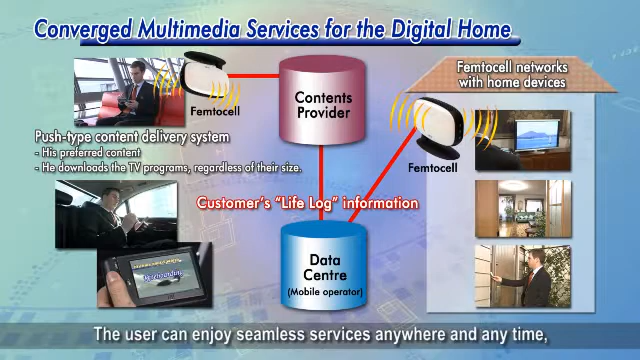 Converged Multimedia Services for the Digital Home
Femtocell networks
with home devices
Femtocell
Contents
Provider
Push-type content delivery system
- His preferred content
- He downloads the TV programs, regardless of their size.
Femtocell
Customer's "Life Log" information
Data
Centre
(Mobile operator)
The user can enjoy seamless services anywhere and any time,